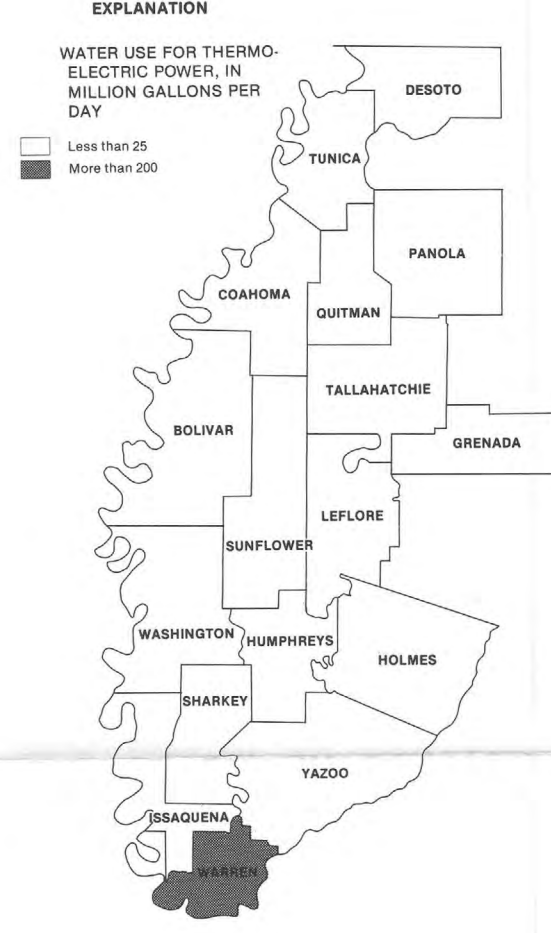 EXPLANATION
WATER USE FOR THERMO-
ELECTRIC POWER, IN
MILLION GALLONS PER
DAY
Less than 25
More than 200
DESOTO
TUNICA
PANOLA
COAHOMA
QUITMAN
TALLAHATCHIE
BOLIVAR
GRENADA
LEFLORE
SUNFLOWER
WASHINGTON
HUMPHREYS
HOLMES
SHARKEY
YAZOO
ISSAQUENA
WARREN